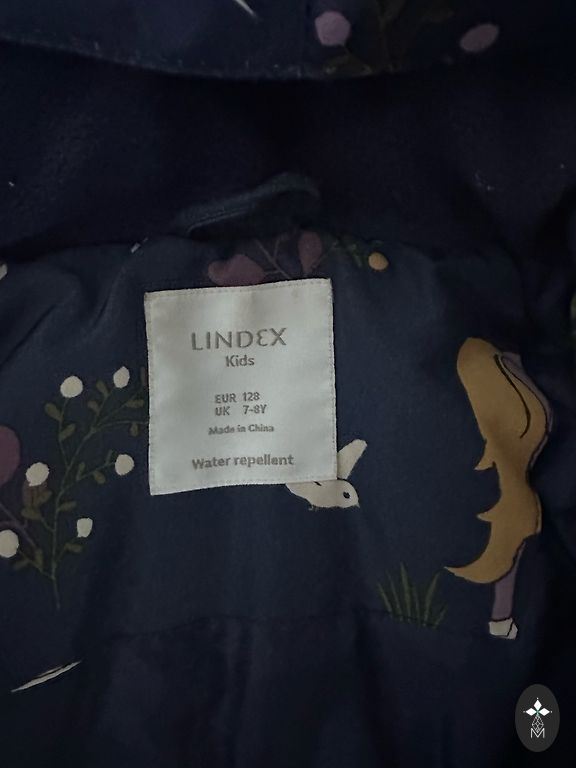 LINDEX
Kids
EUR 128
UK 7-8Y
Made in China
Water repellent
M